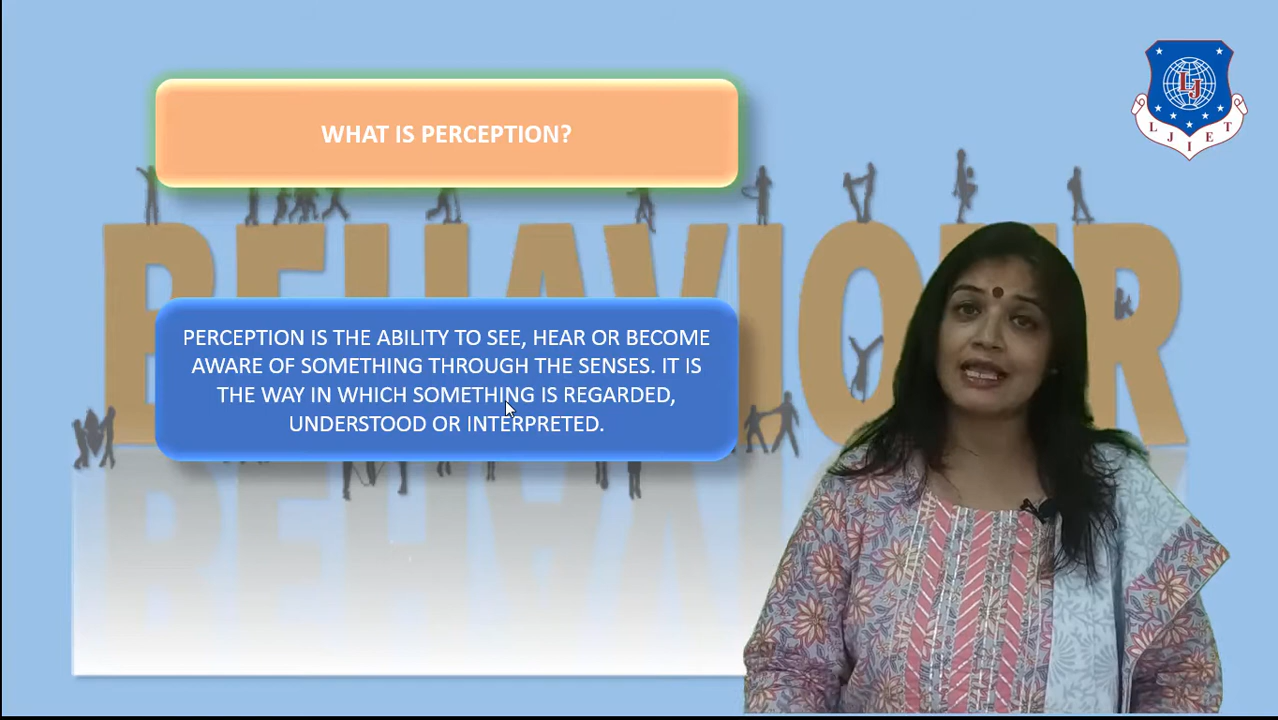 WHAT IS PERCEPTION?
BEHAVIOUR
PERCEPTION IS THE ABILITY TO SEE, HEAR OR BECOME
AWARE OF SOMETHING THROUGH THE SENSES. IT IS
THE WAY IN WHICH SOMETHING IS REGARDED,
UNDERSTOOD OR INTERPRETED.
LJ
LJIET